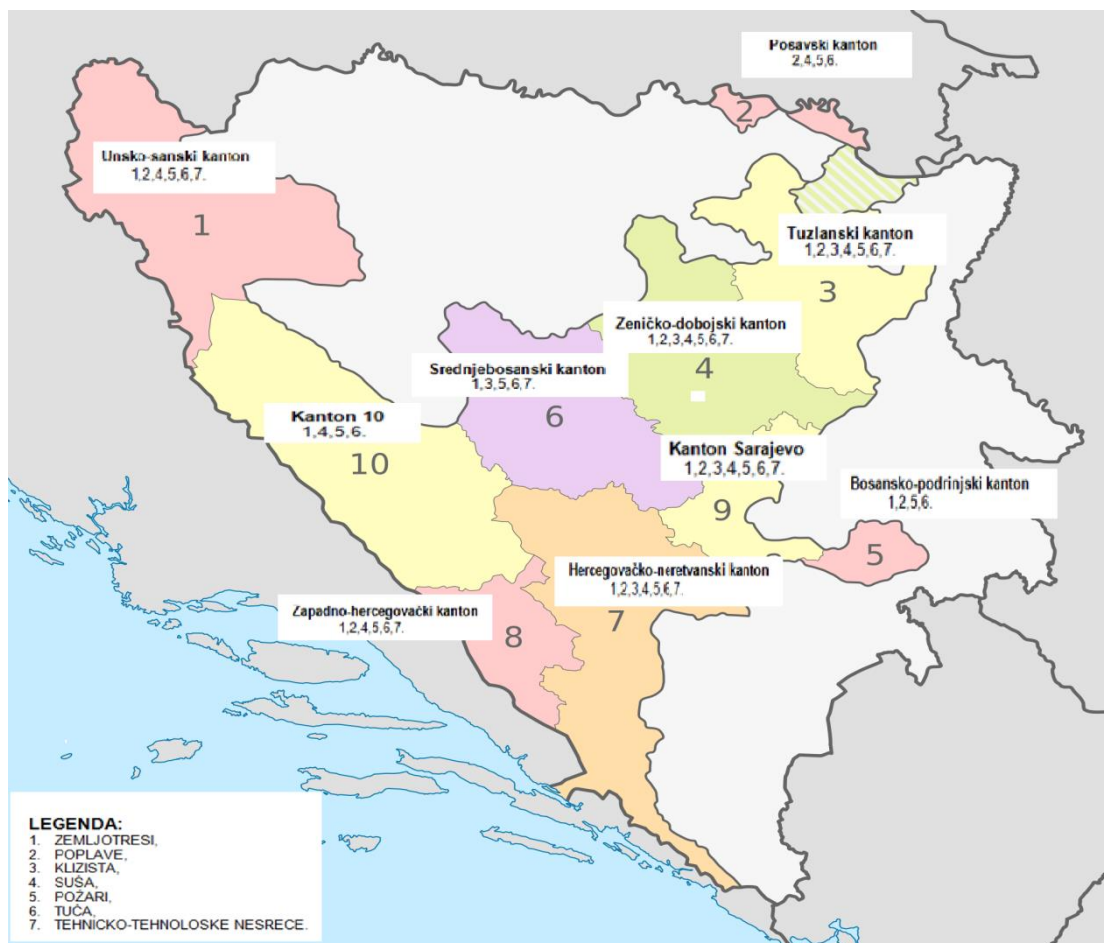 Posavski kanton
2,4,5,6.
2
Unsko-sanski kanton
1,2,4,5,6,7.
1
Tuzlanski kanton
1,2,3,4,5,6,7.
3
Zeničko-dobojski kanton
1,2,3,4,5,6,7.
4
Srednjebosanski kanton
1,3,5,6,7.
6
Kanton 10
1,4,5,6.
10
Kanton Sarajevo
1,2,3,4,5,6,7.
9
Bosansko-podrinjski kanton
1,2,5,6.
5
Hercegovačko-neretvanski kanton
1,2,3,4,5,6,7.
7
Zapadno-hercegovački kanton
1,2,4,5,6,7.
8
LEGENDA:
1. ZEMLJOTRESI,
2. POPLAVE,
3. KLIZISTA,
4. SUŠA,
5. POŽARI,
6. TUČA,
7. TEHNICKO-TEHNOLOSKE NESRECE.